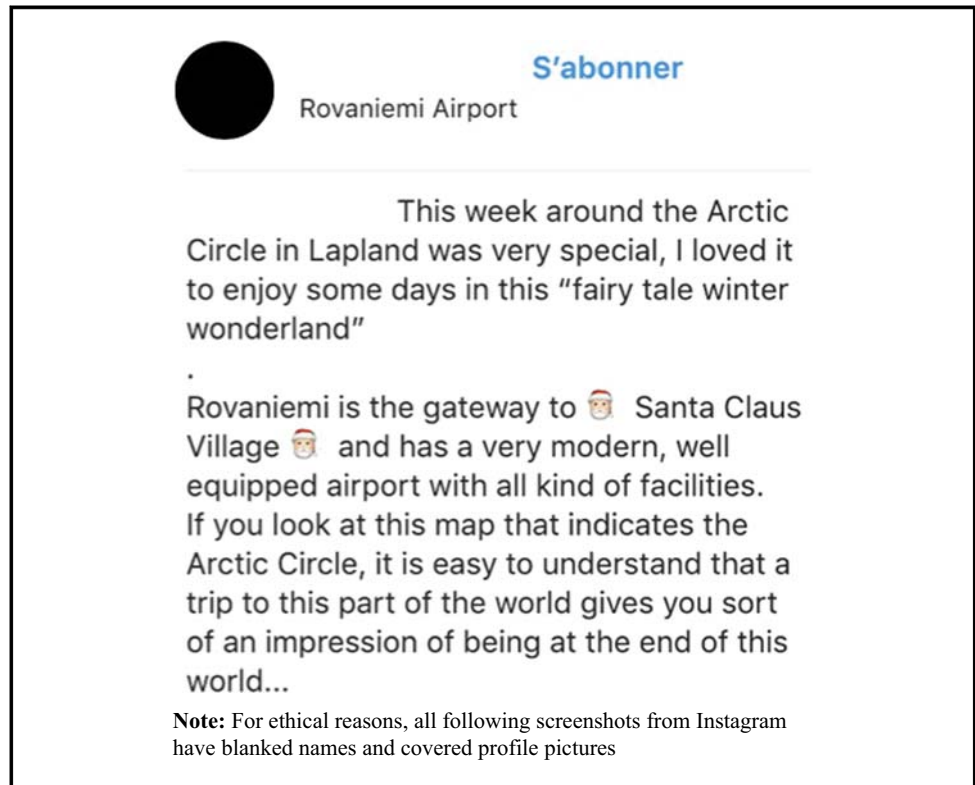 S'abonner
Rovaniemi Airport
This week around the Arctic
Circle in Lapland was very special, I loved it
to enjoy some days in this “fairy tale winter
wonderland”
.
Rovaniemi is the gateway to 🎅🏻 Santa Claus
Village 🎅🏻 and has a very modern, well
equipped airport with all kind of facilities.
If you look at this map that indicates the
Arctic Circle, it is easy to understand that a
trip to this part of the world gives you sort
of an impression of being at the end of this
world...
Note: For ethical reasons, all following screenshots from Instagram
have blanked names and covered profile pictures